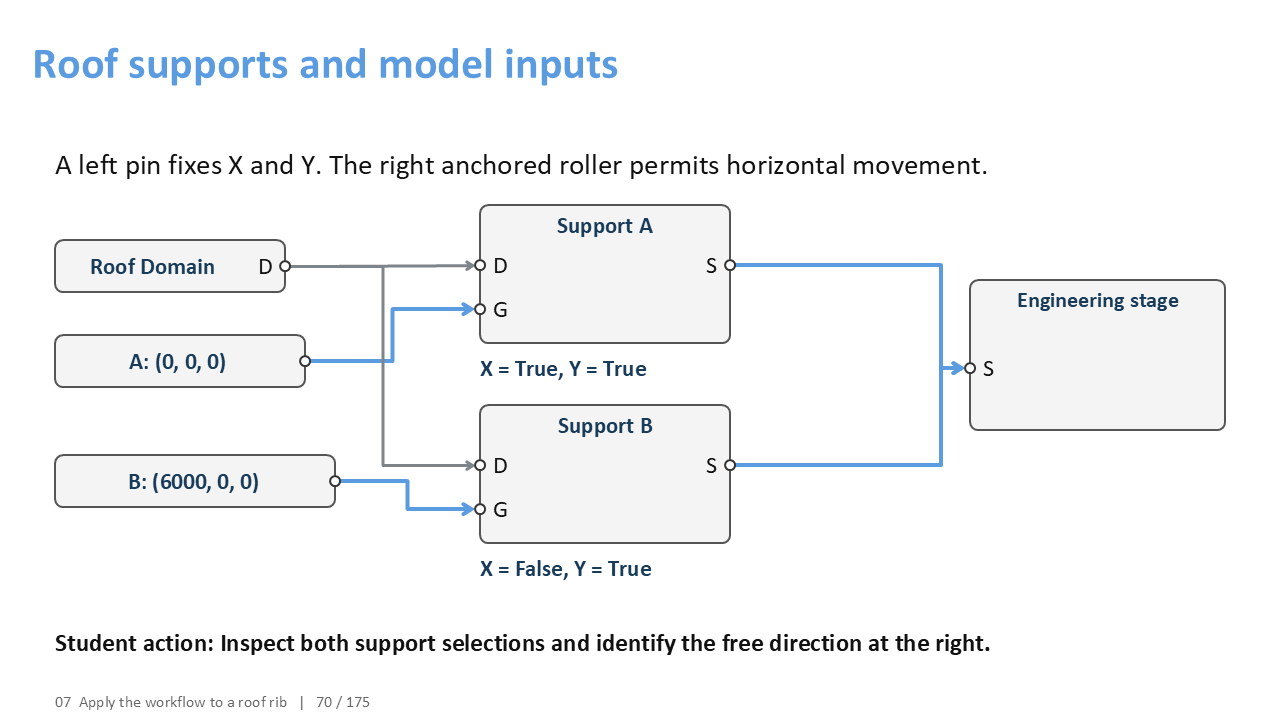 Roof supports and model inputs
A left pin fixes X and Y. The right anchored roller permits horizontal movement.
Roof Domain D
A: (0, 0, 0)
B: (6000, 0, 0)
Support A
D S
G
X = True, Y = True
Support B
D S
G
X = False, Y = True
Engineering stage
S
Student action: Inspect both support selections and identify the free direction at the right.
07 Apply the workflow to a roof rib | 70 / 175